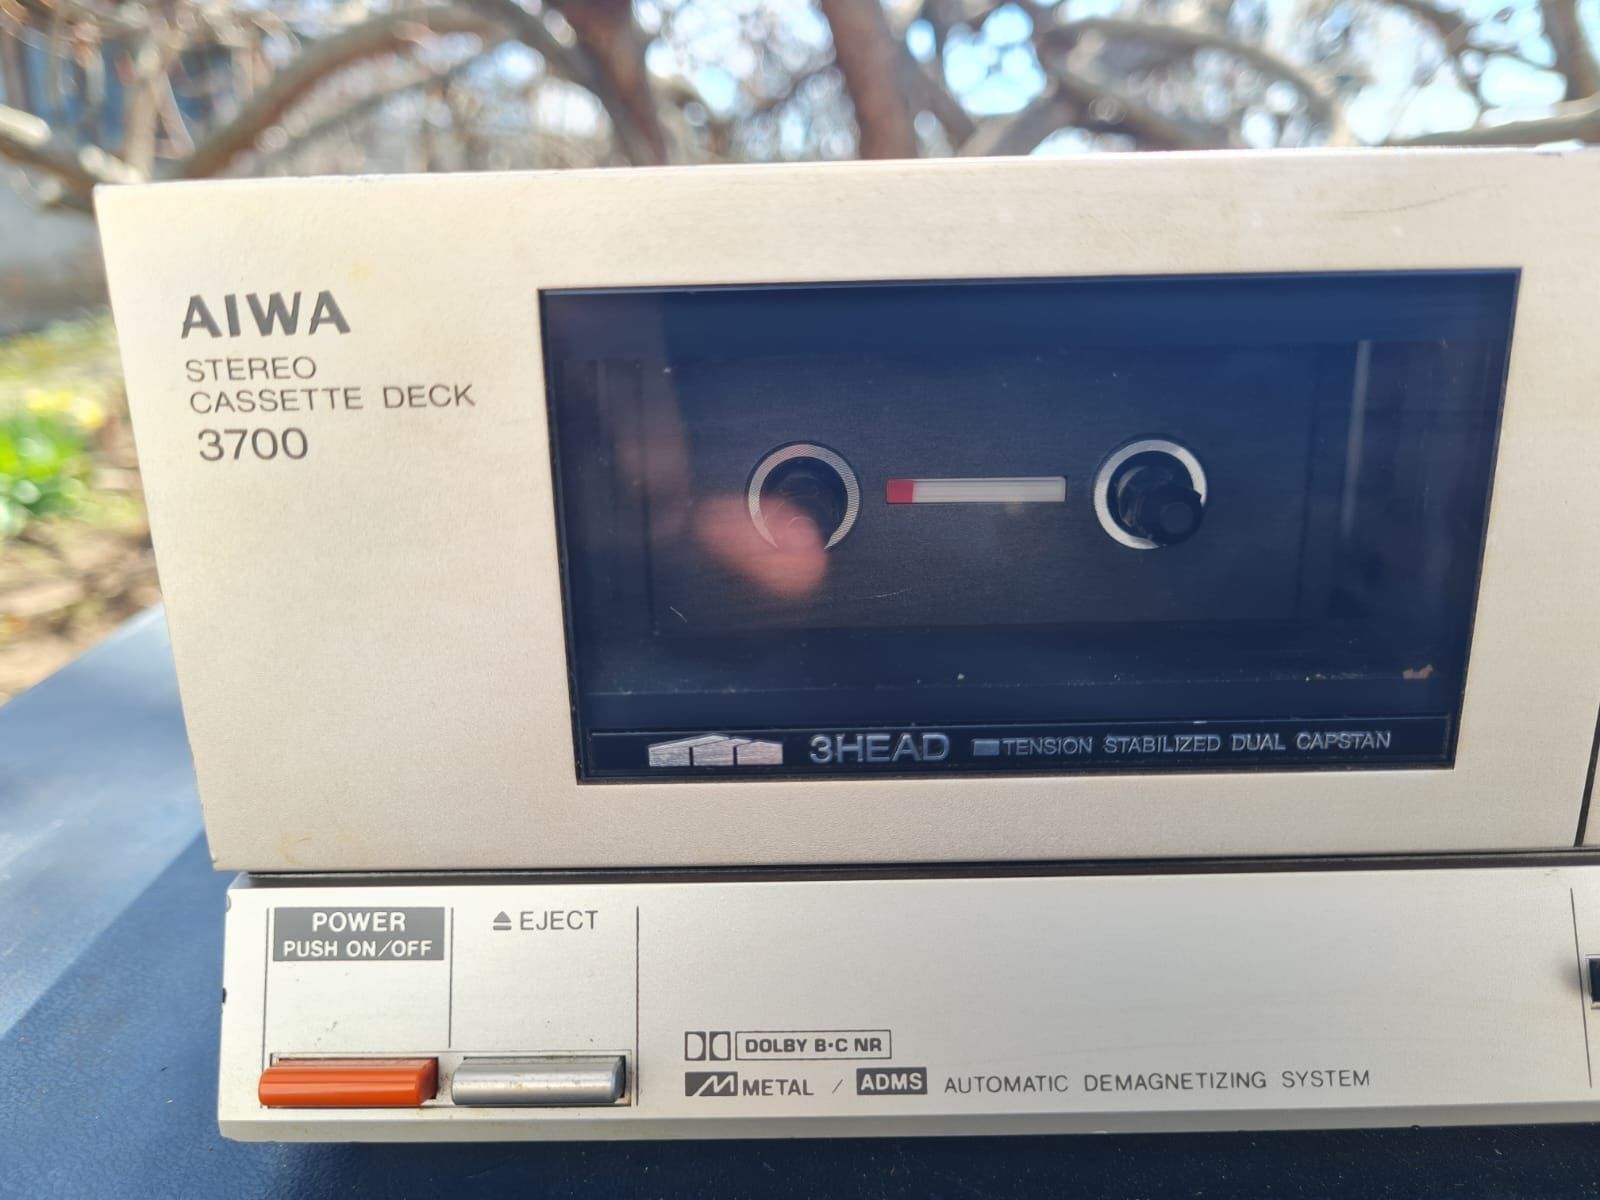 AIWA
STEREO
CASSETTE DECK
3700
3HEAD TENSION STABILIZED DUAL CAPSTAN
POWER
PUSH ON/OFF
EJECT
DOLBY B·C NR
METAL / ADMS AUTOMATIC DEMAGNETIZING SYSTEM